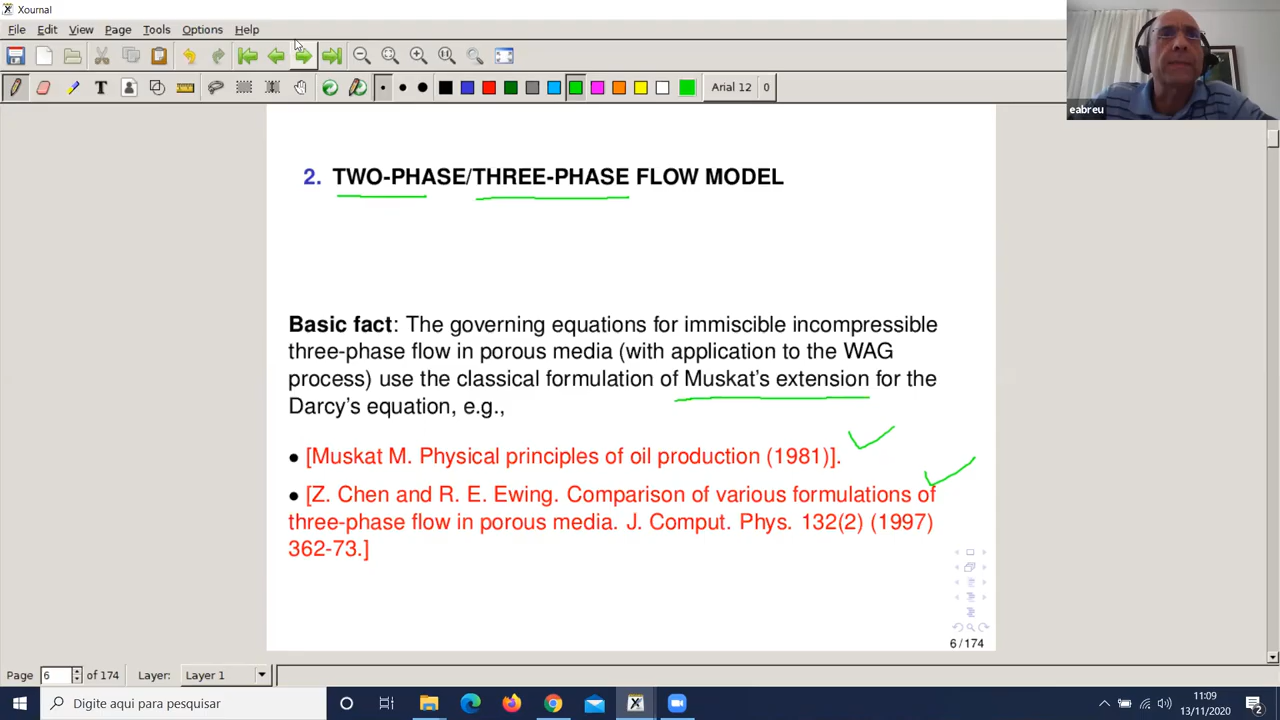 Xournal
File Edit View Page Tools Options Help
T
Arial 12 0
eabreu
2. TWO-PHASE/THREE-PHASE FLOW MODEL
Basic fact: The governing equations for immiscible incompressible
three-phase flow in porous media (with application to the WAG
process) use the classical formulation of Muskat's extension for the
Darcy's equation, e.g.,
● [Muskat M. Physical principles of oil production (1981)].
● [Z. Chen and R. E. Ewing. Comparison of various formulations of
three-phase flow in porous media. J. Comput. Phys. 132(2) (1997)
362-73.]
6 / 174
Page 6 of 174 Layer: Layer 1
Digite aqui para pesquisar
11:09
13/11/2020
2